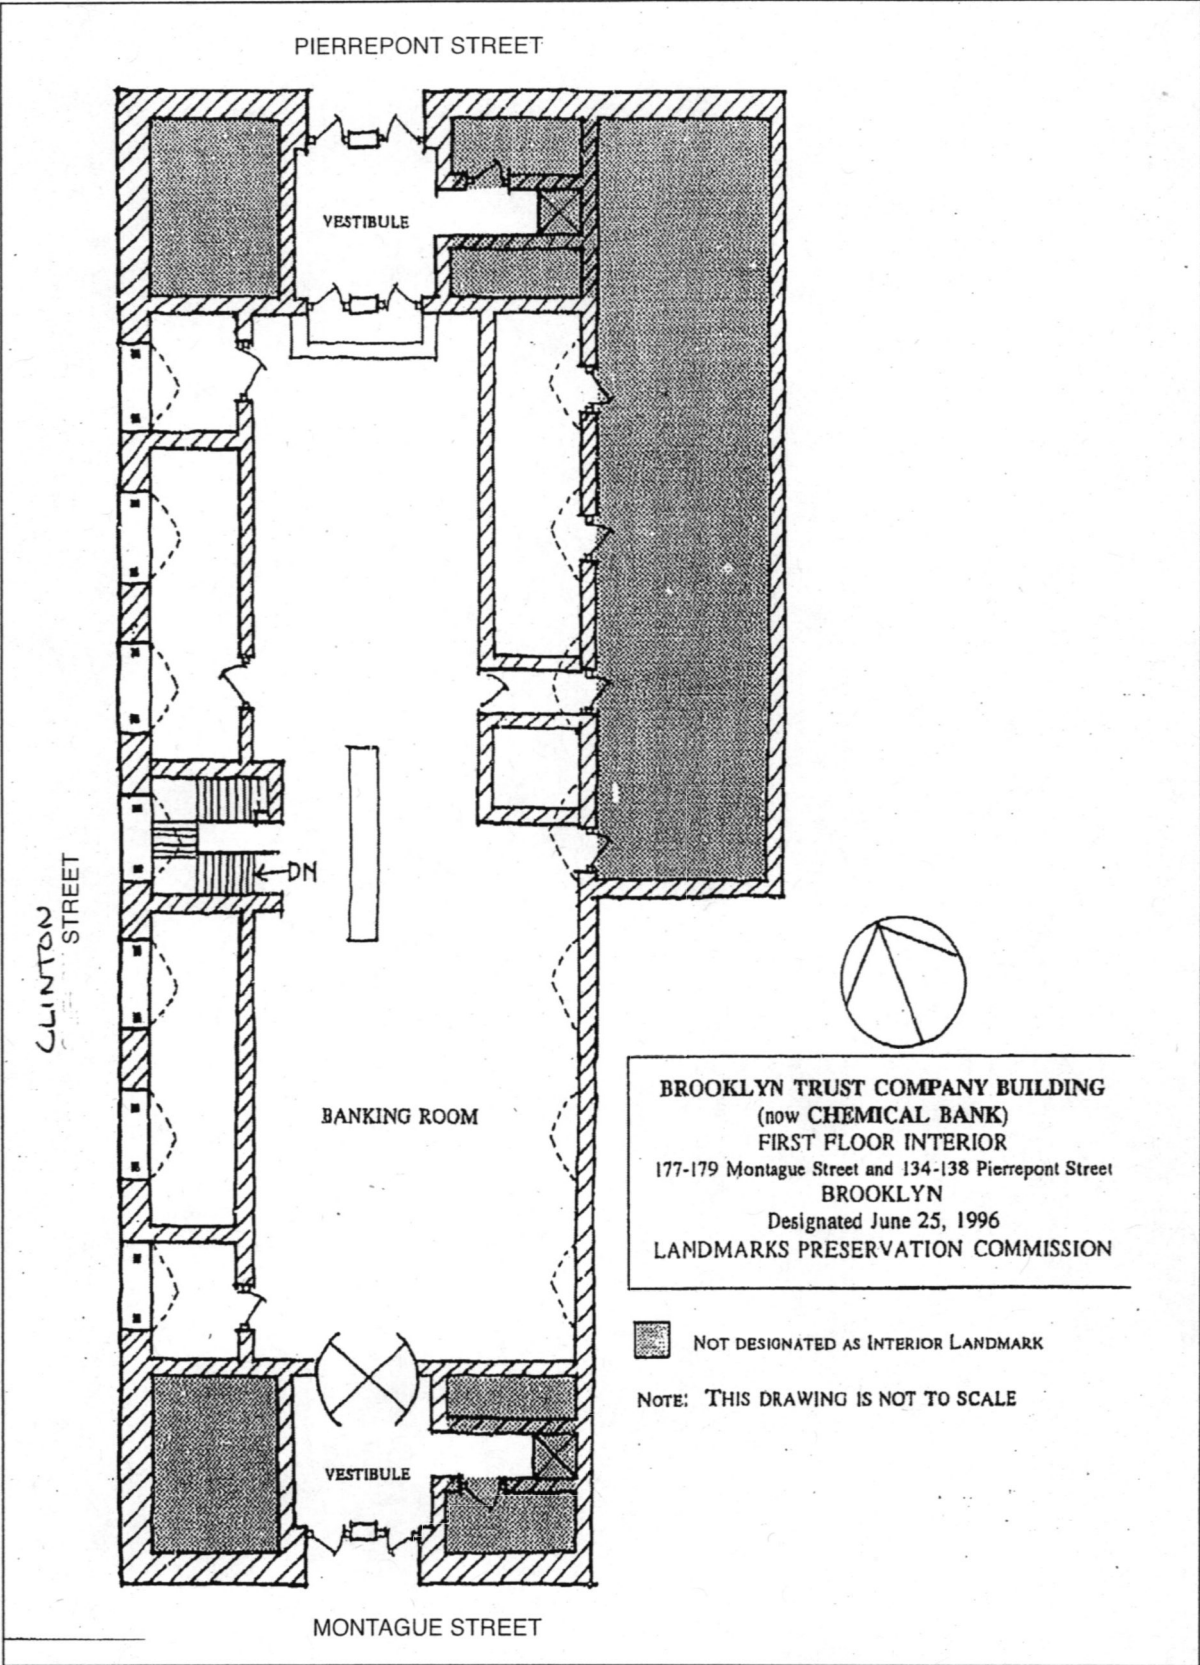 PIERREPONT STREET
VESTIBULE
DN
CLINTON
STREET
BANKING ROOM
BROOKLYN TRUST COMPANY BUILDING
(now CHEMICAL BANK)
FIRST FLOOR INTERIOR
177-179 Montague Street and 134-138 Pierrepont Street
BROOKLYN
Designated June 25, 1996
LANDMARKS PRESERVATION COMMISSION
NOT DESIGNATED AS INTERIOR LANDMARK
NOTE: THIS DRAWING IS NOT TO SCALE
VESTIBULE
MONTAGUE STREET